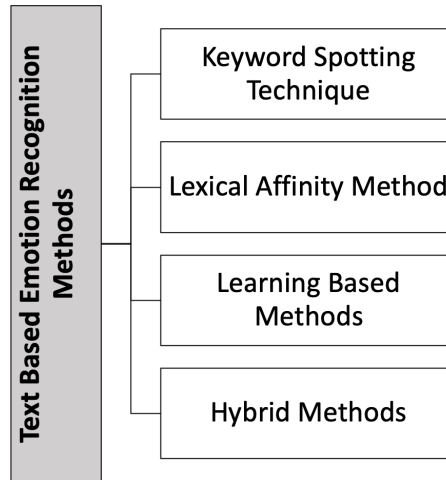 Text Based Emotion Recognition
Methods
Keyword Spotting
Technique
Lexical Affinity Method
Learning Based
Methods
Hybrid Methods